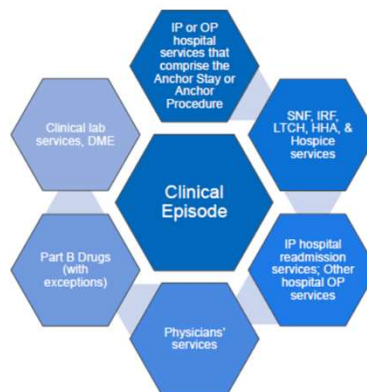 IP or OP
hospital
services that
comprise the
Anchor Stay or
Anchor
Procedure
SNF, IRF,
LTCH, HHA, &
Hospice
services
IP hospital
readmission
services; Other
hospital OP
services
Physicians'
services
Part B Drugs
(with
exceptions)
Clinical lab
services, DME
Clinical
Episode